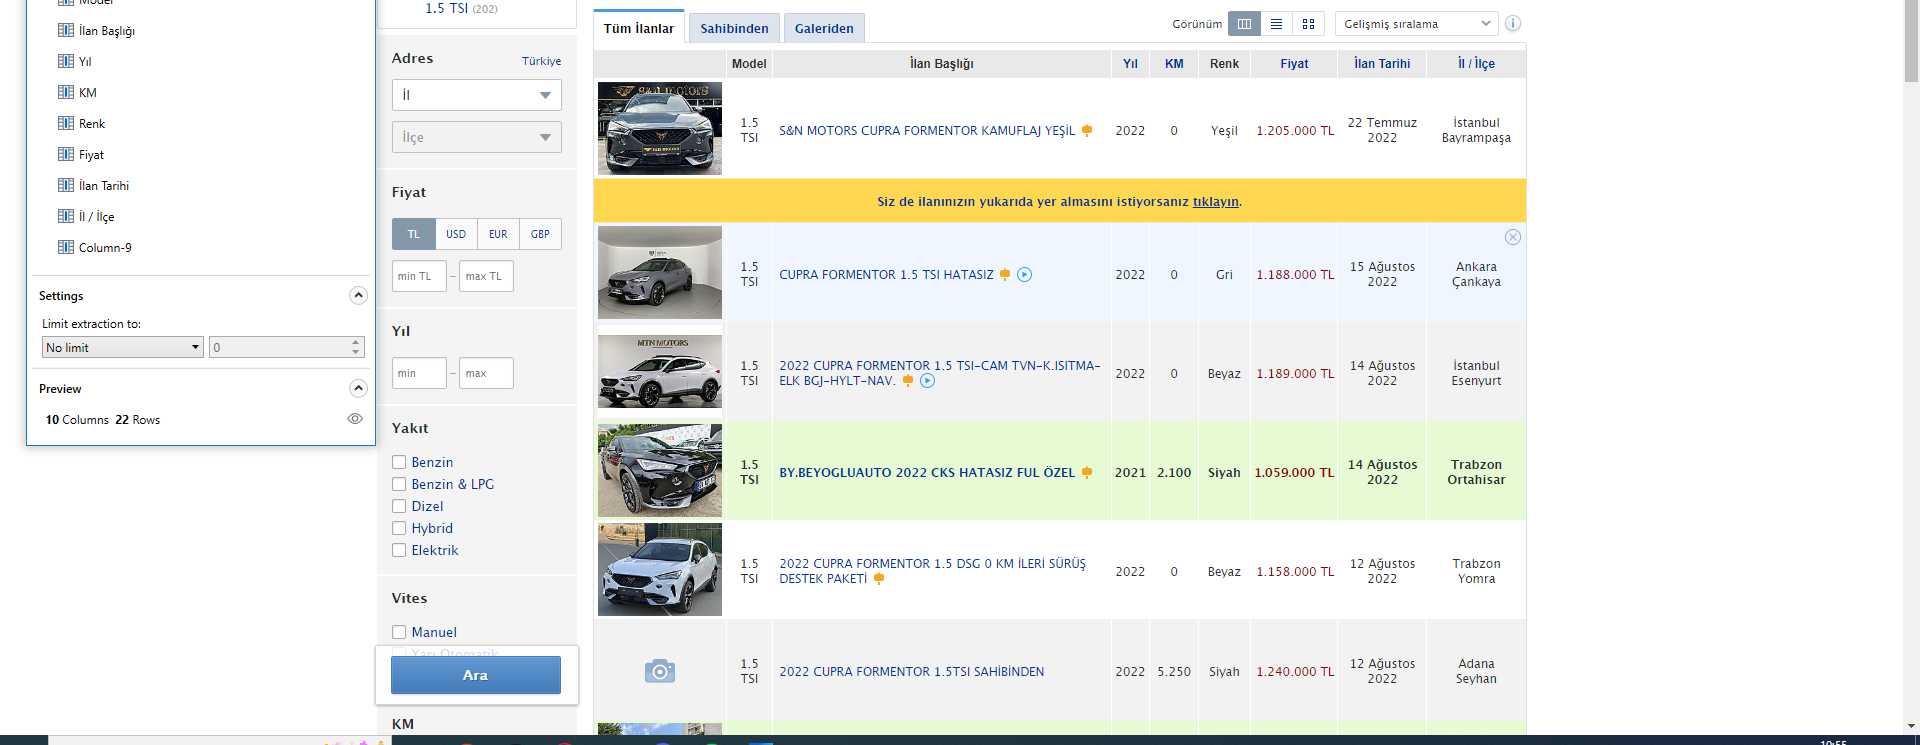 Model
İlan Başlığı
Yıl
KM
Renk
Fiyat
İlan Tarihi
İl / İlçe
Column-9
Settings
Limit extraction to:
No limit
0
Preview
10 Columns 22 Rows
1.5 TSI (202)
Adres
Türkiye
İl
İlçe
Fiyat
TL USD EUR GBP
min TL – max TL
Yıl
min – max
Yakıt
Benzin
Benzin & LPG
Dizel
Hybrid
Elektrik
Vites
Manuel
Yarı Otomatik
Ara
KM
Tüm İlanlar Sahibinden Galeriden
Görünüm
Gelişmiş sıralama
Model İlan Başlığı Yıl KM Renk Fiyat İlan Tarihi İl / İlçe
1.5
TSI
S&N MOTORS CUPRA FORMENTOR KAMUFLAJ YEŞİL
2022 0 Yeşil 1.205.000 TL
22 Temmuz
2022
İstanbul
Bayrampaşa
Siz de ilanınızın yukarıda yer almasını istiyorsanız tıklayın.
1.5
TSI
CUPRA FORMENTOR 1.5 TSI HATASIZ
2022 0 Gri 1.188.000 TL
15 Ağustos
2022
Ankara
Çankaya
MTN MOTORS
1.5
TSI
2022 CUPRA FORMENTOR 1.5 TSI-CAM TVN-K.ISITMA-
ELK BGJ-HYLT-NAV.
2022 0 Beyaz 1.189.000 TL
14 Ağustos
2022
İstanbul
Esenyurt
1.5
TSI
BY.BEYOGLUAUTO 2022 CKS HATASIZ FUL ÖZEL
2021 2.100 Siyah 1.059.000 TL
14 Ağustos
2022
Trabzon
Ortahisar
1.5
TSI
2022 CUPRA FORMENTOR 1.5 DSG 0 KM İLERİ SÜRÜŞ
DESTEK PAKETİ
2022 0 Beyaz 1.158.000 TL
12 Ağustos
2022
Trabzon
Yomra
1.5
TSI
2022 CUPRA FORMENTOR 1.5TSI SAHİBİNDEN
2022 5.250 Siyah 1.240.000 TL
12 Ağustos
2022
Adana
Seyhan